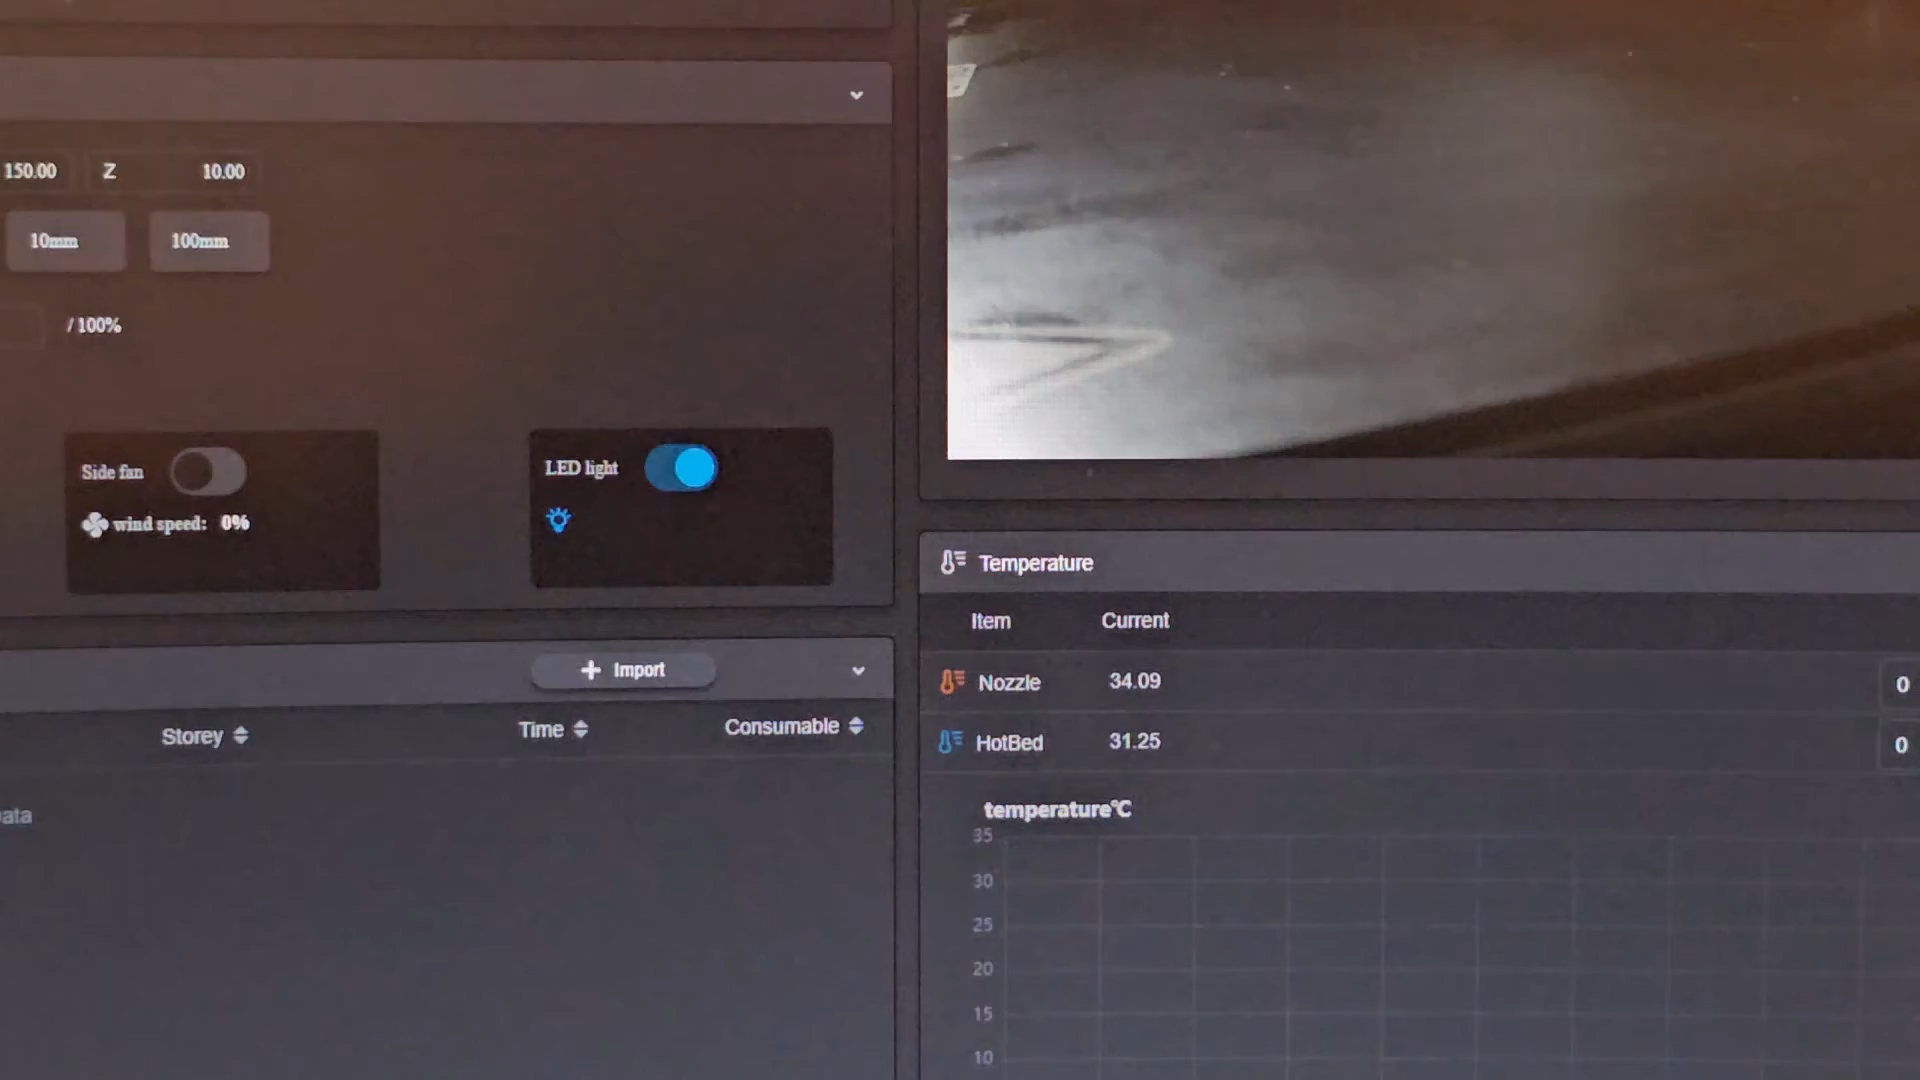 150.00 Z 10.00
10mm 100mm
/ 100%
Side fan
wind speed: 0%
LED light
Import
Storey Time Consumable
ata
Temperature
Item Current
Nozzle 34.09 0
HotBed 31.25 0
temperature°C
35
30
25
20
15
10